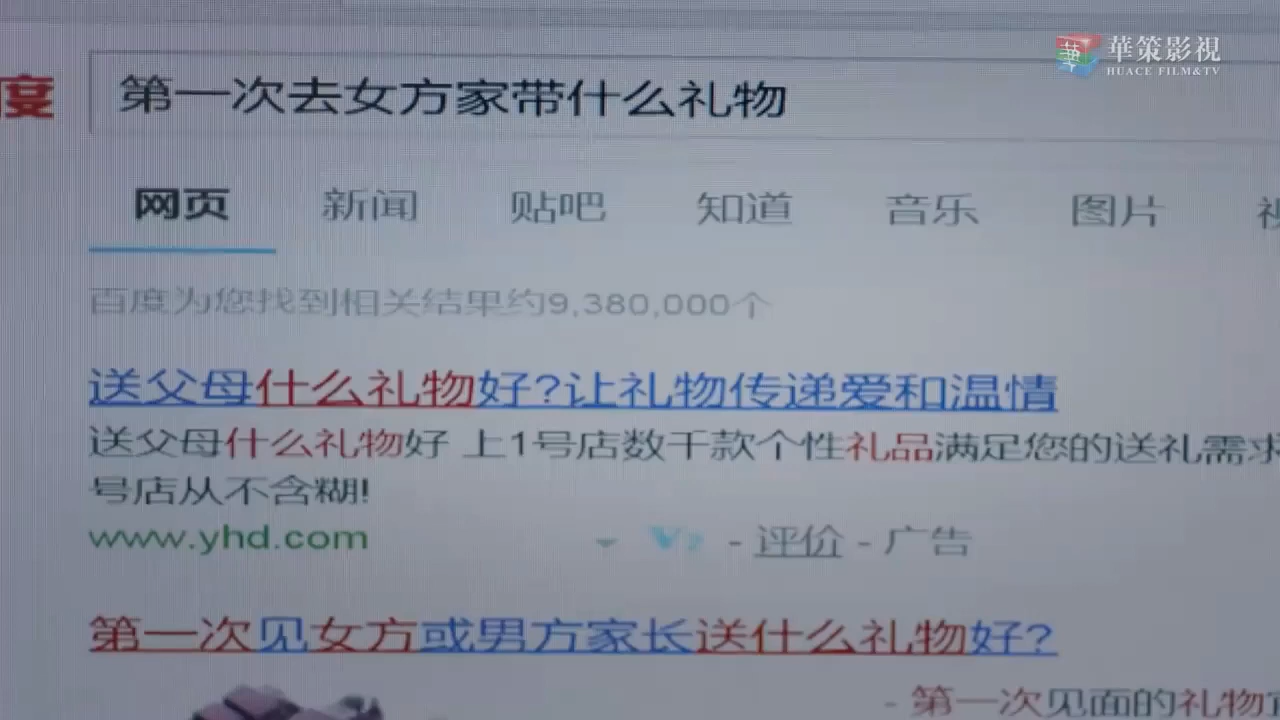 華策影視
HUACE FILM&TV
度
第一次去女方家带什么礼物
网页 新闻 贴吧 知道 音乐 图片
百度为您找到相关结果约9,380,000个
送父母什么礼物好?让礼物传递爱和温情
送父母什么礼物好 上1号店数千款个性礼品满足您的送礼需求
号店从不含糊!
www.yhd.com - 评价 - 广告
第一次见女方或男方家长送什么礼物好?
- 第一次见面的礼物